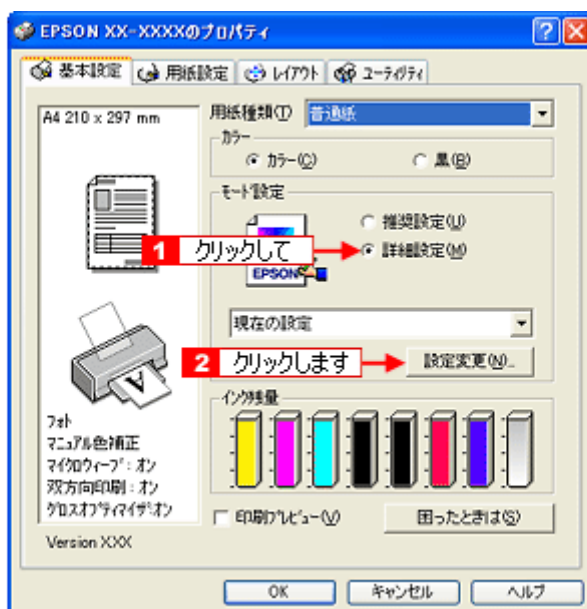 EPSON XX-XXXXのプロパティ
基本設定 用紙設定 レイアウト ユーティリティ
A4 210 x 297 mm
用紙種類(T) 普通紙
カラー
カラー(C) 黒(B)
モード設定
推奨設定(U)
1 クリックして
詳細設定(M)
EPSON
現在の設定
2 クリックします
設定変更(N)...
インク残量
フォト
マニュアル色補正
マイクロウィーブ：オン
双方向印刷：オン
グロスオプティマイザ：オン
印刷プレビュー(V) 困ったときは(S)
Version XXX
OK キャンセル ヘルプ